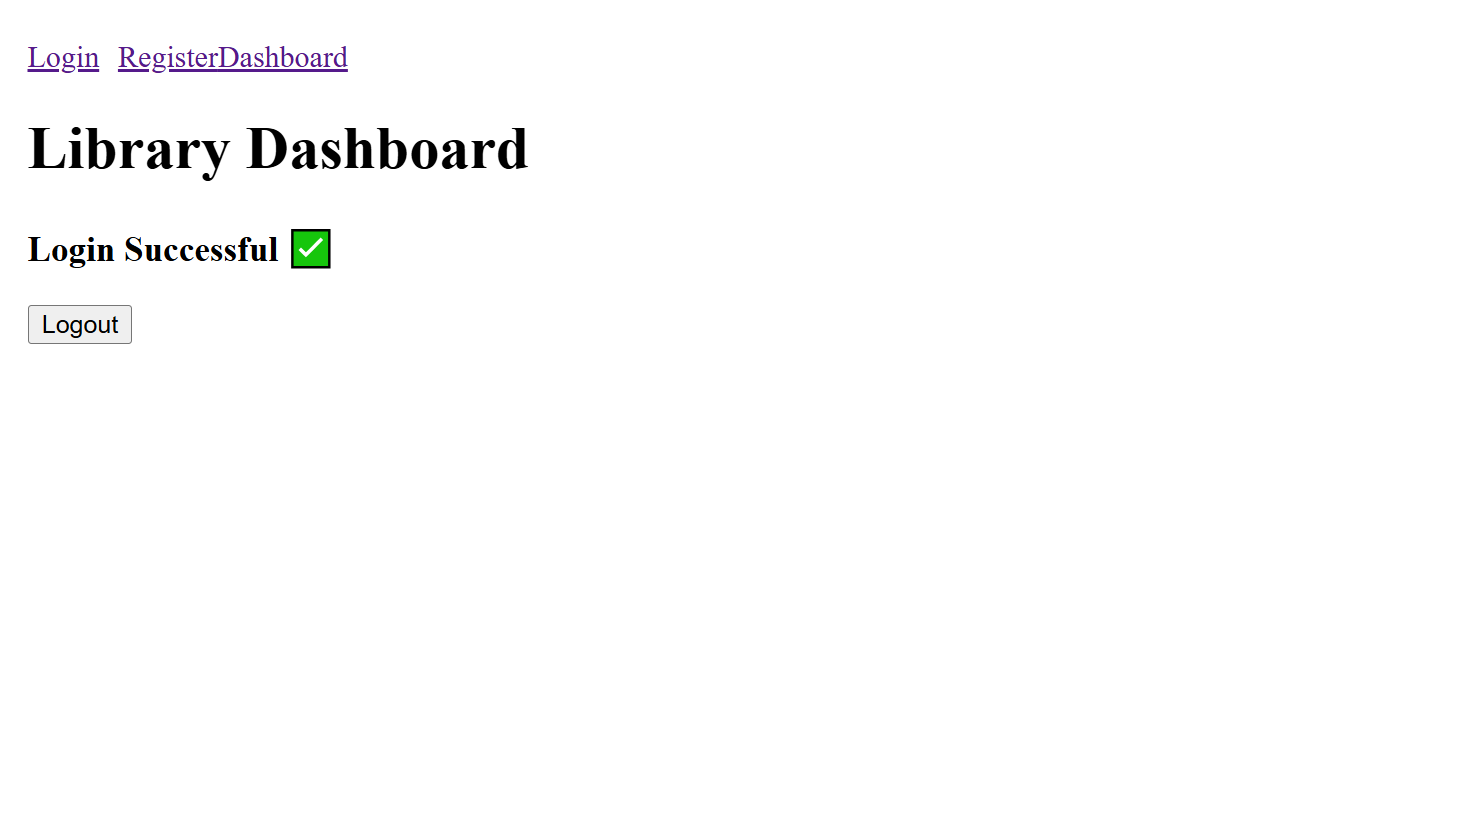 Login RegisterDashboard
Library Dashboard
Login Successful ✅
Logout